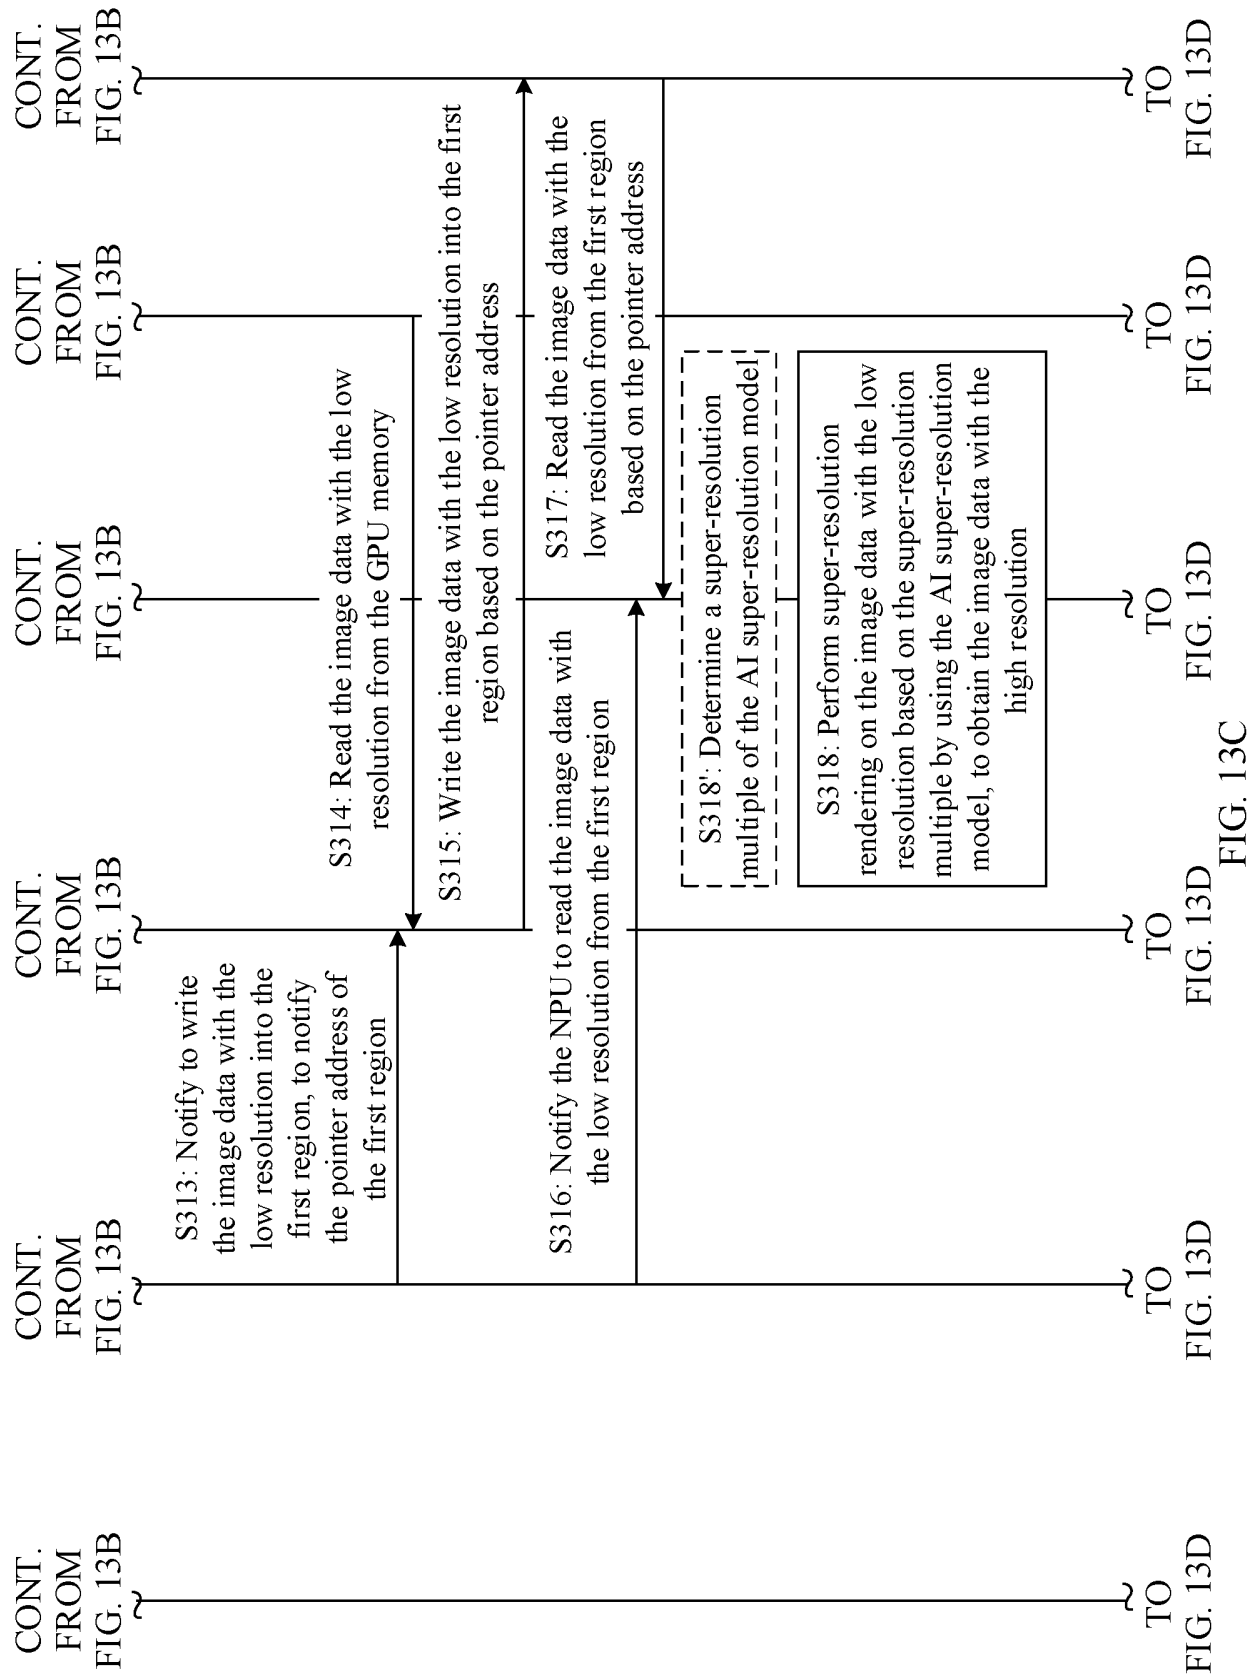 CONT.
FROM
FIG. 13B
CONT.
FROM
FIG. 13B
CONT.
FROM
FIG. 13B
CONT.
FROM
FIG. 13B
CONT.
FROM
FIG. 13B
CONT.
FROM
FIG. 13B
S313: Notify to write
the image data with the
low resolution into the
first region, to notify
the pointer address of
the first region
S314: Read the image data with the low
resolution from the GPU memory
S315: Write the image data with the low resolution into the first
region based on the pointer address
S316: Notify the NPU to read the image data with
the low resolution from the first region
S317: Read the image data with the
low resolution from the first region
based on the pointer address
S318': Determine a super-resolution
multiple of the AI super-resolution model
S318: Perform super-resolution
rendering on the image data with the low
resolution based on the super-resolution
multiple by using the AI super-resolution
model, to obtain the image data with the
high resolution
TO
FIG. 13D
TO
FIG. 13D
TO
FIG. 13D
TO
FIG. 13D
TO
FIG. 13D
TO
FIG. 13D
FIG. 13C